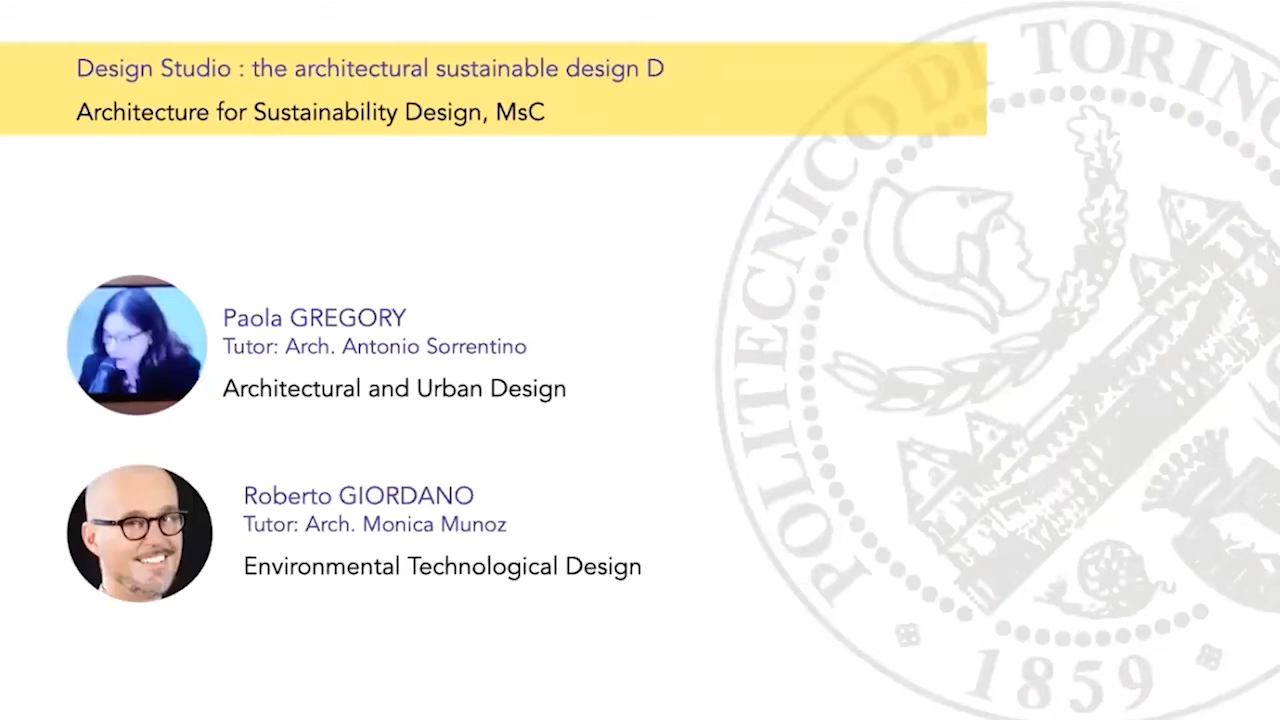 Design Studio : the architectural sustainable design D
Architecture for Sustainability Design, MsC
POLITECNICO DI TORINO
Paola GREGORY
Tutor: Arch. Antonio Sorrentino
Architectural and Urban Design
Roberto GIORDANO
Tutor: Arch. Monica Munoz
Environmental Technological Design
1859